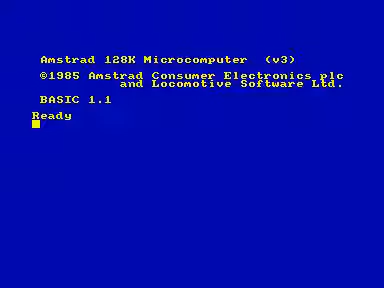 Amstrad 128K Microcomputer (v3)
©1985 Amstrad Consumer Electronics plc
and Locomotive Software Ltd.
BASIC 1.1
Ready